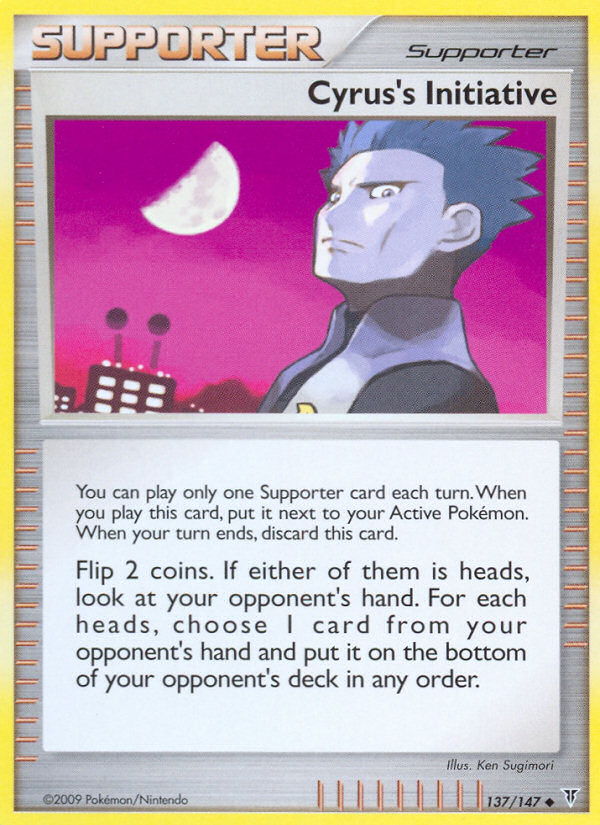 SUPPORTER
Supporter
Cyrus's Initiative
You can play only one Supporter card each turn. When
you play this card, put it next to your Active Pokémon.
When your turn ends, discard this card.
Flip 2 coins. If either of them is heads,
look at your opponent's hand. For each
heads, choose 1 card from your
opponent's hand and put it on the bottom
of your opponent's deck in any order.
Illus. Ken Sugimori
©2009 Pokémon/Nintendo
137/147